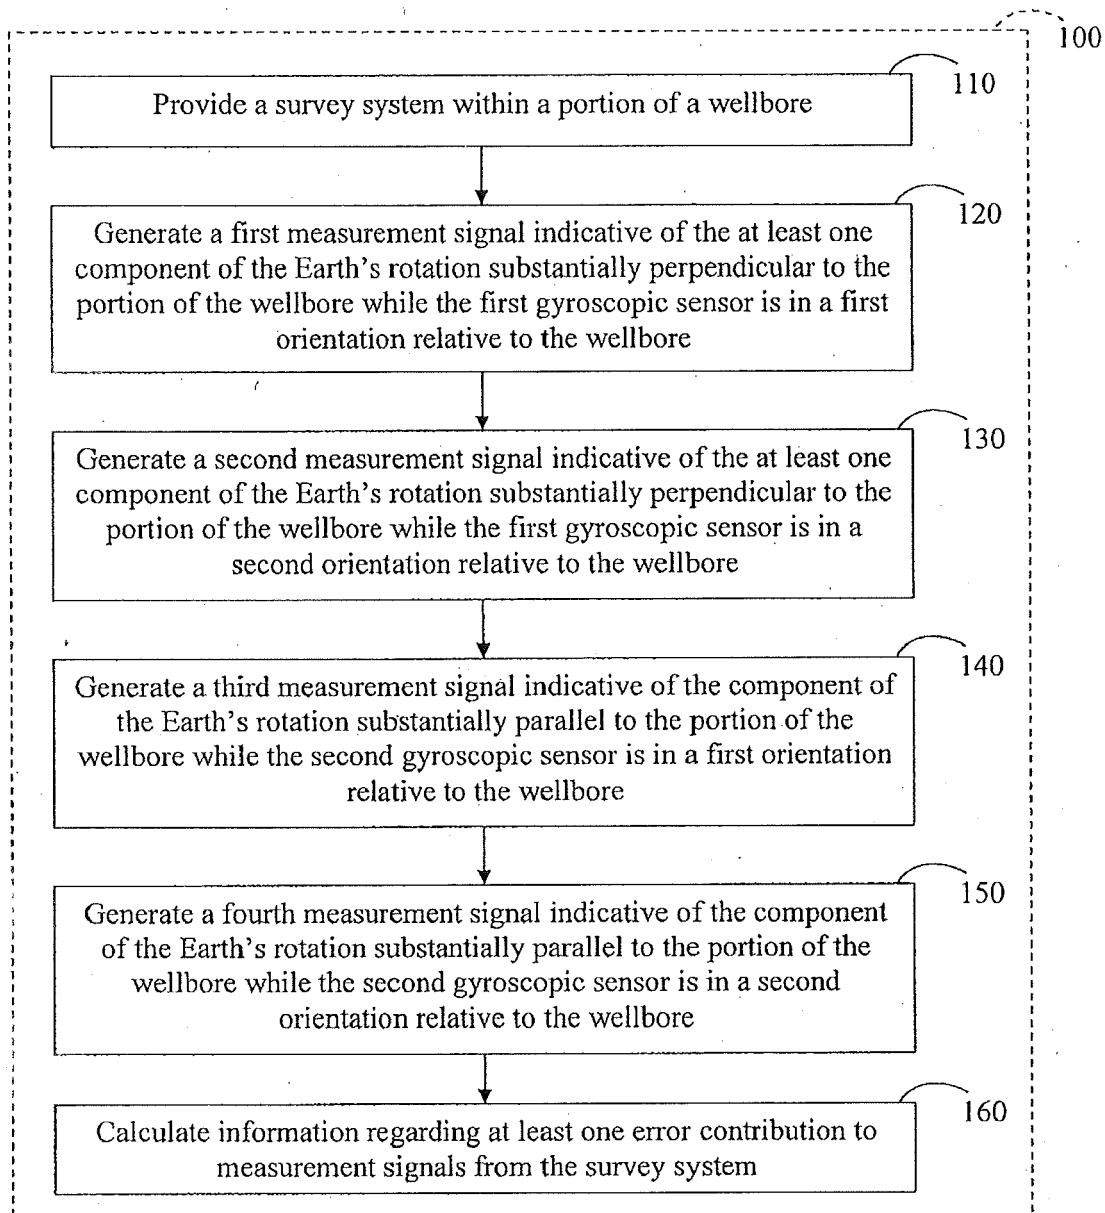 100
110
Provide a survey system within a portion of a wellbore
120
Generate a first measurement signal indicative of the at least one
component of the Earth's rotation substantially perpendicular to the
portion of the wellbore while the first gyroscopic sensor is in a first
orientation relative to the wellbore
130
Generate a second measurement signal indicative of the at least one
component of the Earth's rotation substantially perpendicular to the
portion of the wellbore while the first gyroscopic sensor is in a
second orientation relative to the wellbore
140
Generate a third measurement signal indicative of the component of
the Earth's rotation substantially parallel to the portion of the
wellbore while the second gyroscopic sensor is in a first orientation
relative to the wellbore
150
Generate a fourth measurement signal indicative of the component
of the Earth's rotation substantially parallel to the portion of the
wellbore while the second gyroscopic sensor is in a second
orientation relative to the wellbore
160
Calculate information regarding at least one error contribution to
measurement signals from the survey system